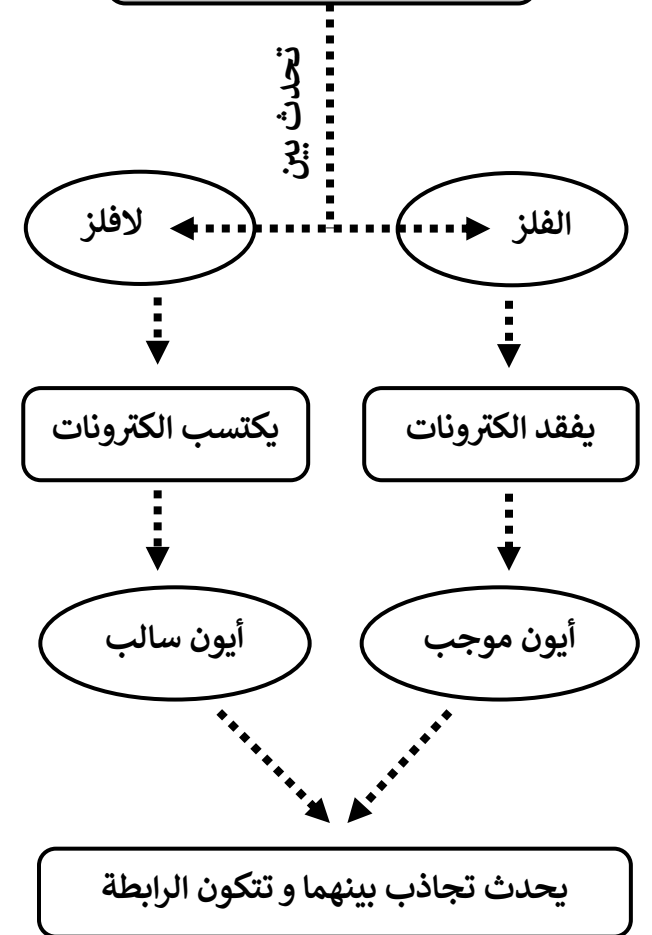 تحدث بين
الفلز
لافلز
يفقد الكترونات
يكتسب الكترونات
أيون موجب
أيون سالب
يحدث تجاذب بينهما و تتكون الرابطة